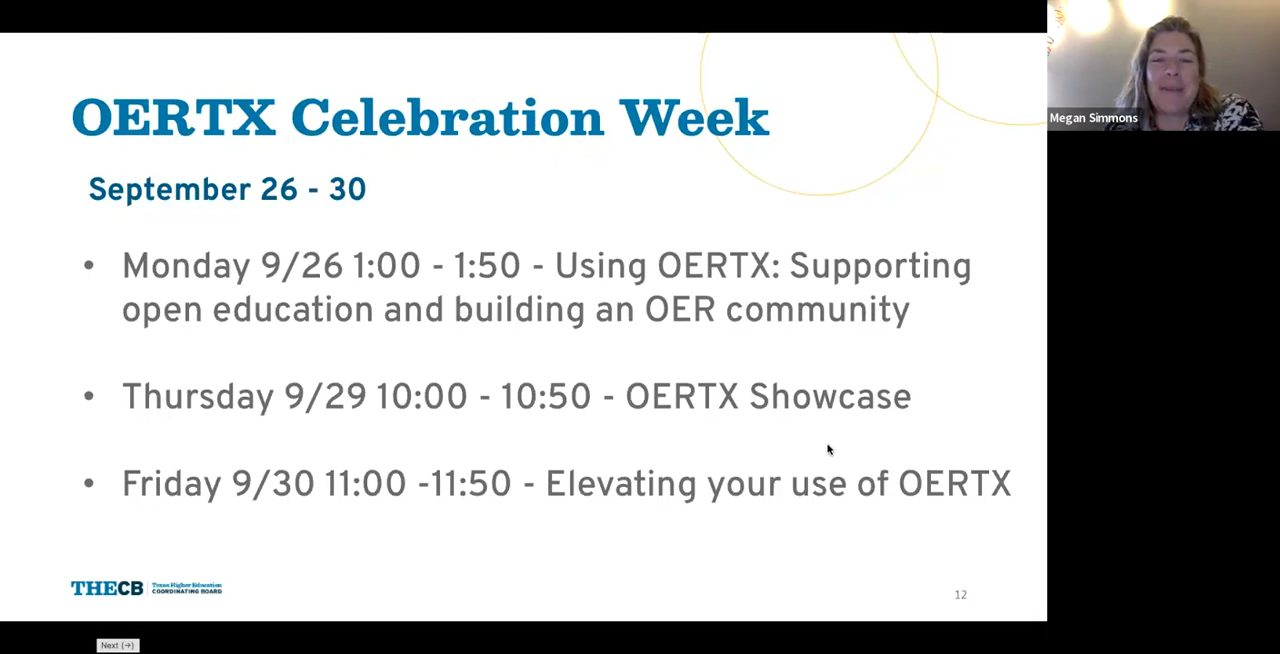 OERTX Celebration Week
September 26 - 30
• Monday 9/26 1:00 - 1:50 - Using OERTX: Supporting
open education and building an OER community
• Thursday 9/29 10:00 - 10:50 - OERTX Showcase
• Friday 9/30 11:00 -11:50 - Elevating your use of OERTX
THECB
Texas Higher Education
COORDINATING BOARD
12
Megan Simmons
Next (→)